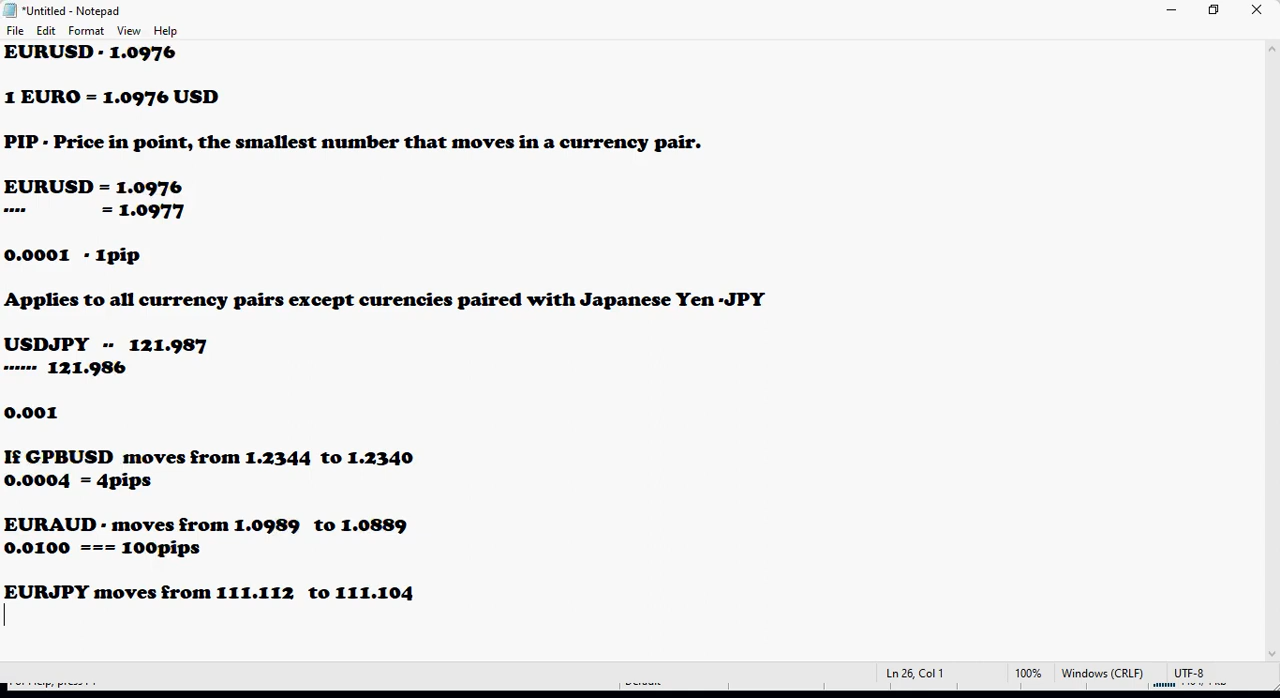 *Untitled - Notepad
File Edit Format View Help
EURUSD - 1.0976
1 EURO = 1.0976 USD
PIP - Price in point, the smallest number that moves in a currency pair.
EURUSD = 1.0976
---- = 1.0977
0.0001 - 1pip
Applies to all currency pairs except curencies paired with Japanese Yen -JPY
USDJPY -- 121.987
------ 121.986
0.001
If GPBUSD moves from 1.2344 to 1.2340
0.0004 = 4pips
EURAUD - moves from 1.0989 to 1.0889
0.0100 === 100pips
EURJPY moves from 111.112 to 111.104
Ln 26, Col 1 100% Windows (CRLF) UTF-8